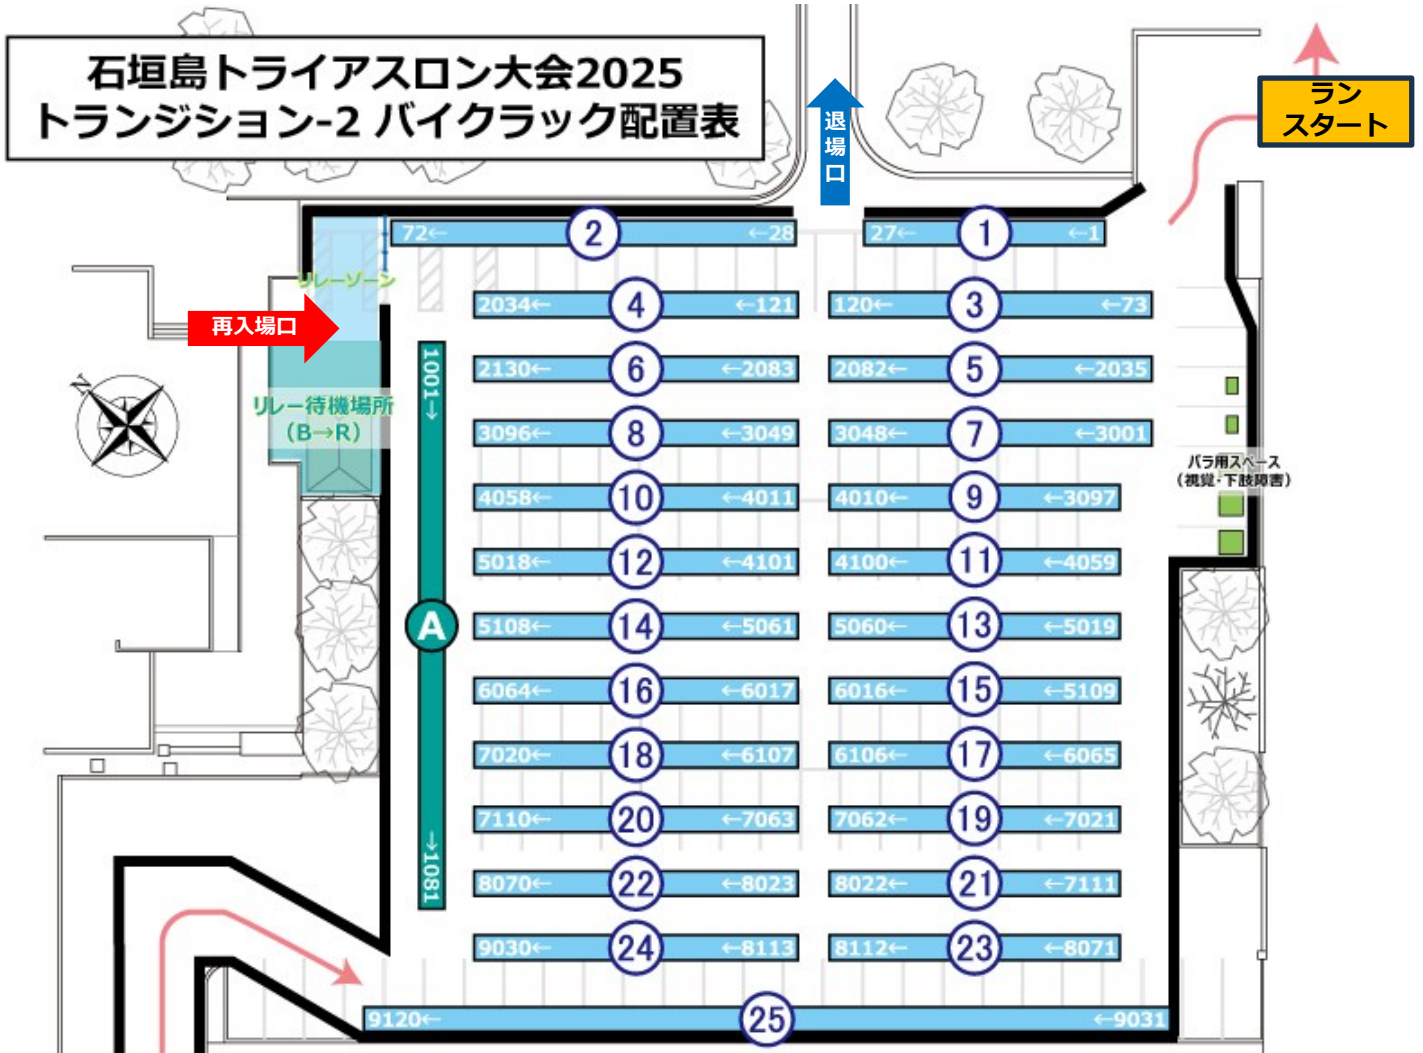 石垣島トライアスロン大会2025
トランジション-2 バイクラック配置表
退場口
ラン
スタート
72← 2 ←28
27← 1 ←1
リレーゾーン
再入場口
リレー待機場所
（B→R）
N
2034← 4 ←121
120← 3 ←73
2130← 6 ←2083
2082← 5 ←2035
3096← 8 ←3049
3048← 7 ←3001
4058← 10 ←4011
4010← 9 ←3097
5018← 12 ←4101
4100← 11 ←4059
5108← 14 ←5061
5060← 13 ←5019
6064← 16 ←6017
6016← 15 ←5109
7020← 18 ←6107
6106← 17 ←6065
7110← 20 ←7063
7062← 19 ←7021
8070← 22 ←8023
8022← 21 ←7111
9030← 24 ←8113
8112← 23 ←8071
9120← 25 ←9031
1001→ A →1081
パラ用スペース
（視覚・下肢障害）